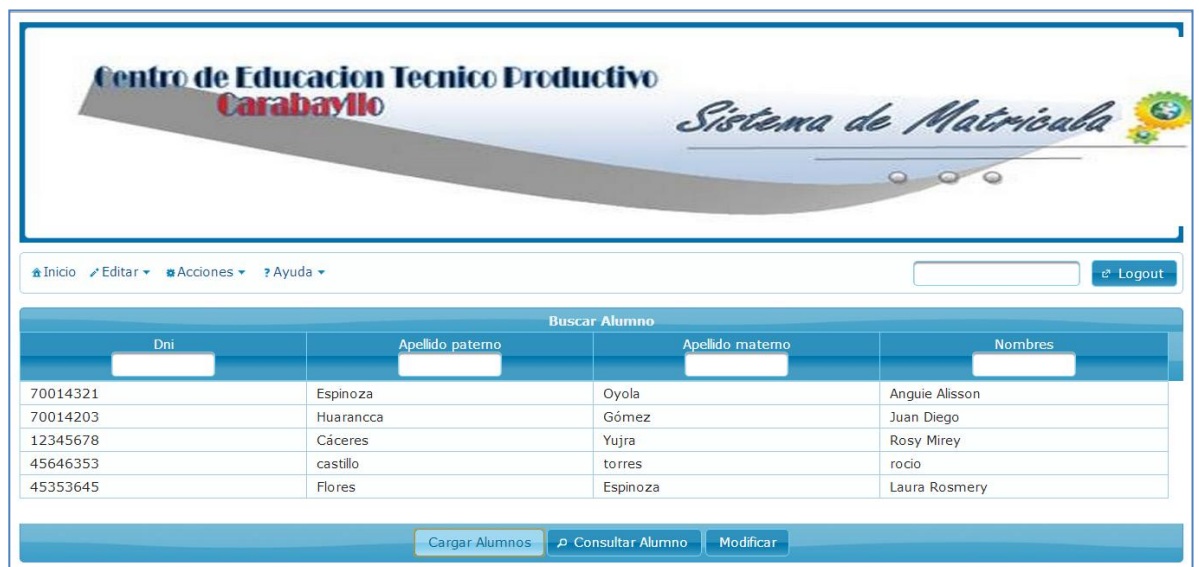 Centro de Educacion Tecnico Productivo
Carabayllo
Sistema de Matricula
Inicio Editar Acciones ? Ayuda Logout
Buscar Alumno
Dni Apellido paterno Apellido materno Nombres
70014321 Espinoza Oyola Anguie Alisson
70014203 Huarancca Gómez Juan Diego
12345678 Cáceres Yujra Rosy Mirey
45646353 castillo torres rocio
45353645 Flores Espinoza Laura Rosmery
Cargar Alumnos Consultar Alumno Modificar